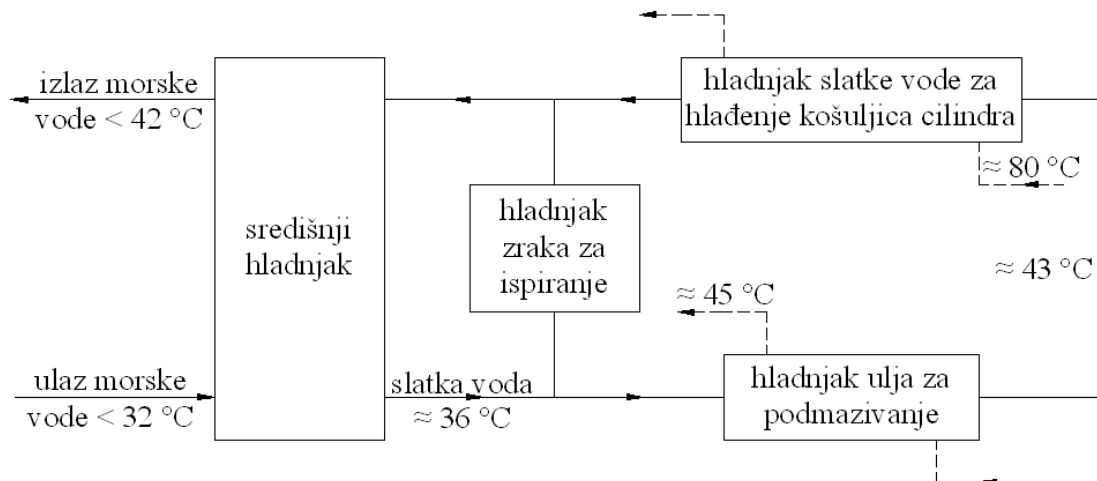 izlaz morske
vode < 42 °C
hladnjak slatke vode za
hlađenje košuljica cilindra
≈ 80 °C
središnji
hladnjak
hladnjak
zraka za
ispiranje
≈ 43 °C
≈ 45 °C
ulaz morske
vode < 32 °C
slatka voda
≈ 36 °C
hladnjak ulja za
podmazivanje